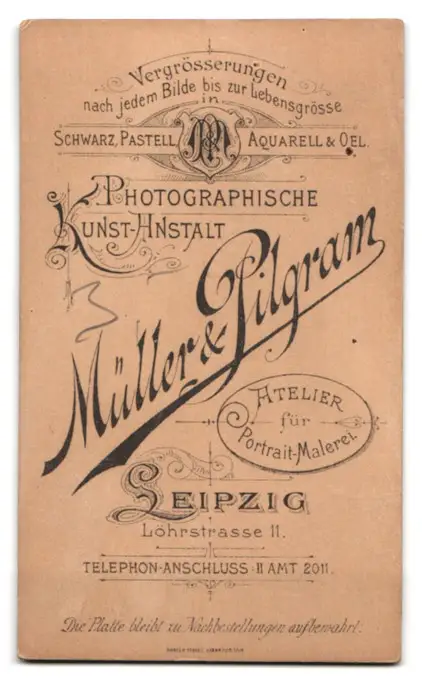 Vergrösserungen
nach jedem Bilde bis zur Lebensgrösse
in
SCHWARZ, PASTELL AQUARELL & OEL.
PHOTOGRAPHISCHE
KUNST-ANSTALT
Müller & Pilgram
ATELIER
für
Portrait-Malerei.
LEIPZIG
Löhrstrasse 11.
TELEPHON-ANSCHLUSS II AMT 2011.
Die Platte bleibt zu Nachbestellungen aufbewahrt.